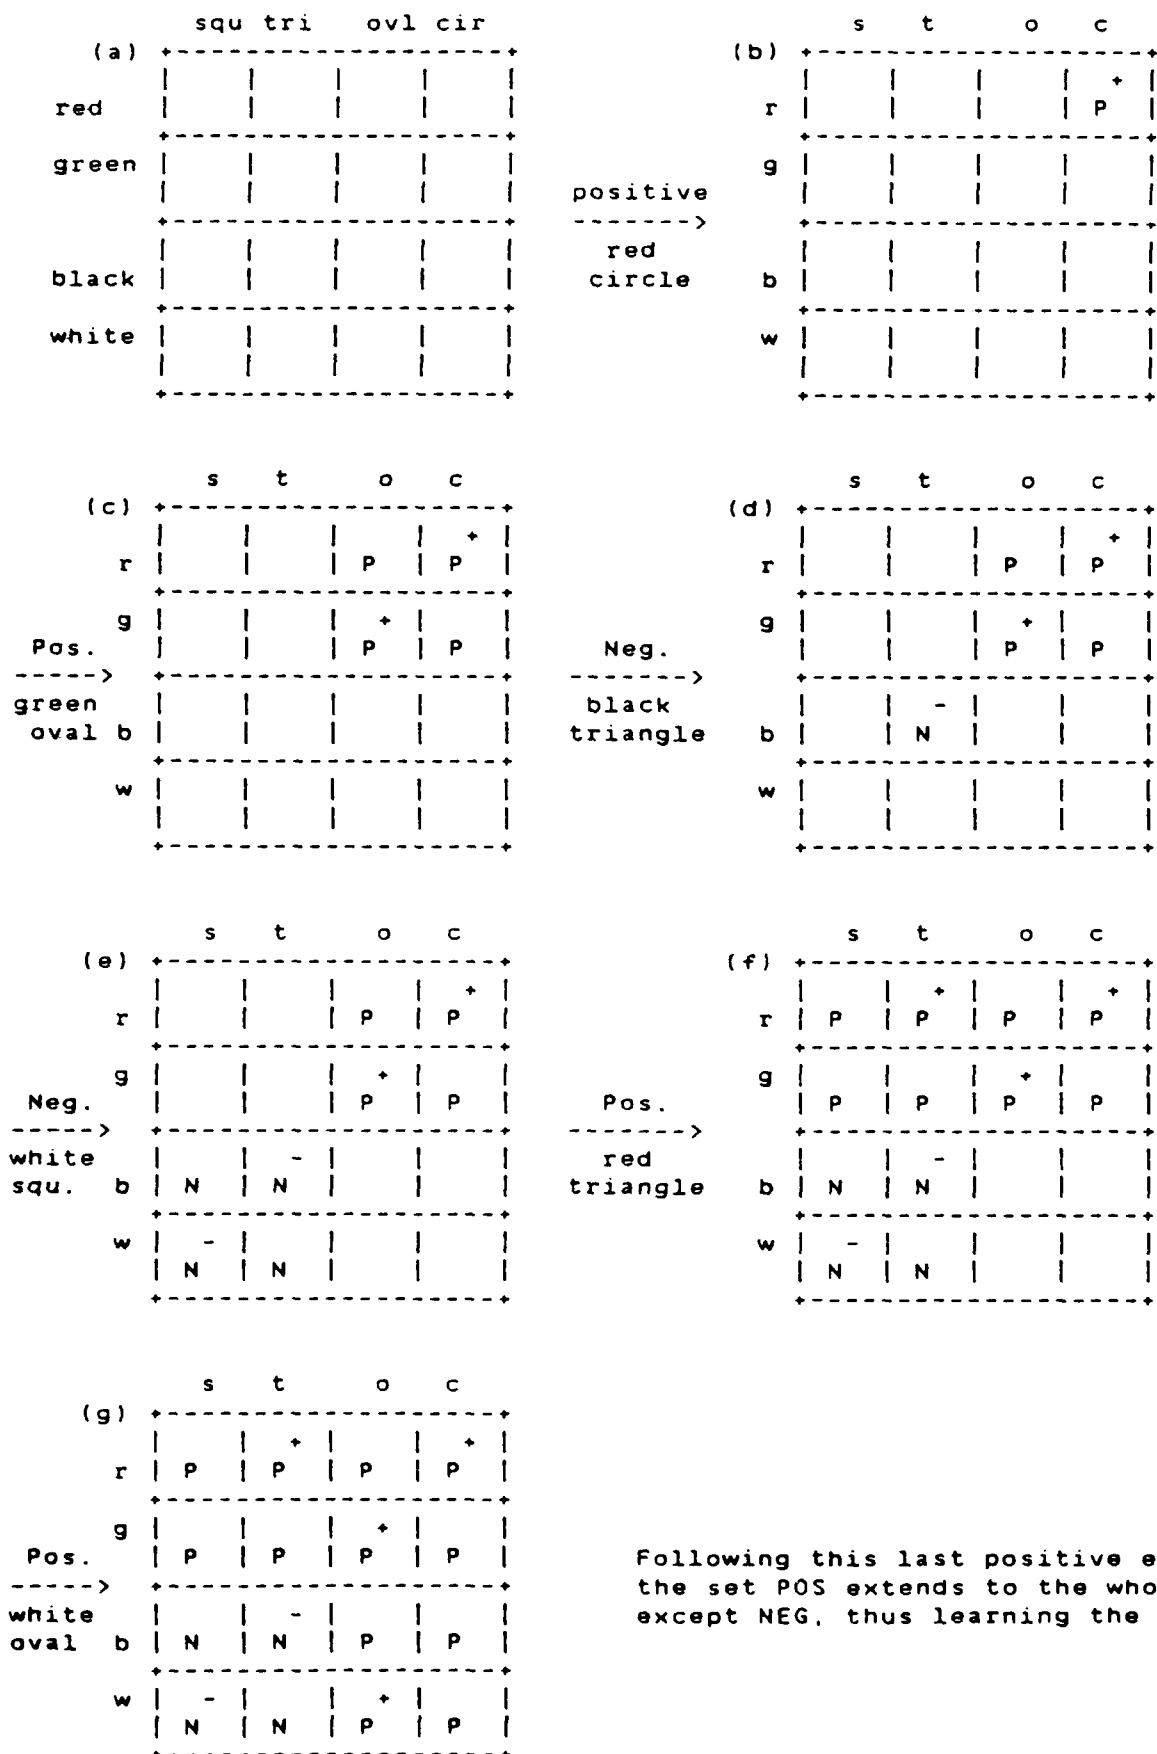 squ tri ovl cir
(a)
red
green
black
white
s t o c
(b)
+
r P
g
b
w
positive
------->
red
circle
s t o c
(c)
+
r P P
g +
P P
b
w
Pos.
----->
green
oval
s t o c
(d)
+
r P P
g +
P P
-
b N
w
Neg.
------->
black
triangle
s t o c
(e)
+
r P P
g +
P P
-
b N N
w -
N N
Neg.
----->
white
squ.
s t o c
(f)
+ +
r P P P P
g +
P P P P
-
b N N
w -
N N
Pos.
------->
red
triangle
s t o c
(g)
+ +
r P P P P
g +
P P P P
-
b N N P P
w - +
N N P P
Pos.
----->
white
oval
Following this last positive e
the set POS extends to the who
except NEG, thus learning the